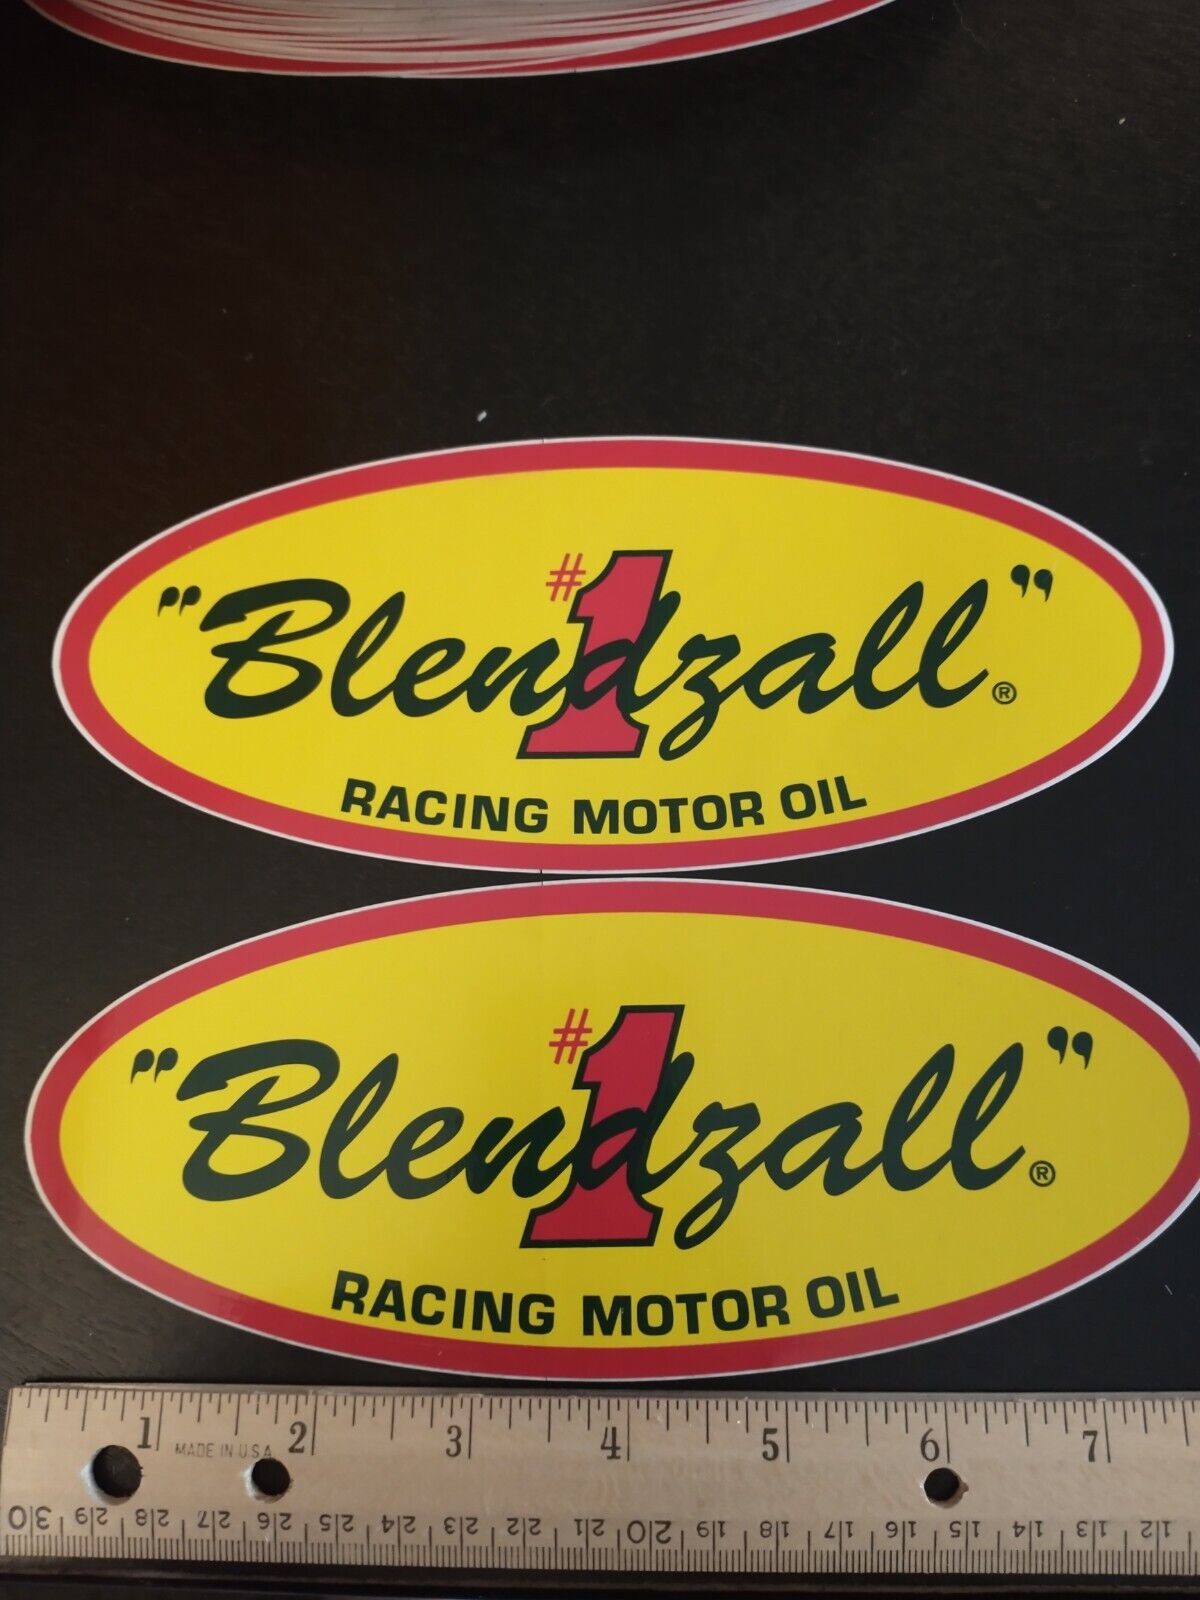 #1
"Blendzall"®
RACING MOTOR OIL
#1
"Blendzall"®
RACING MOTOR OIL
1 MADE IN U.S.A. 2 3 4 5 6 7
30 29 28 27 26 25 24 23 22 21 20 19 18 17 16 15 14 13 12